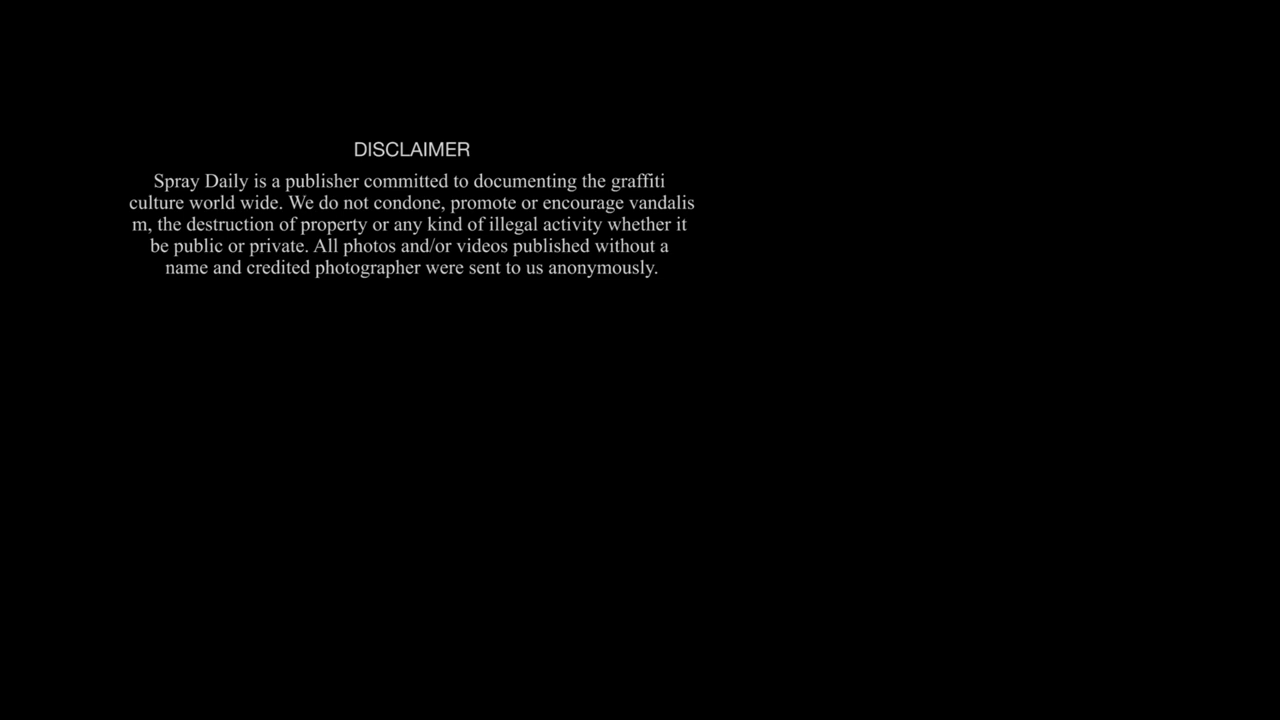 DISCLAIMER
Spray Daily is a publisher committed to documenting the graffiti
culture world wide. We do not condone, promote or encourage vandalis
m, the destruction of property or any kind of illegal activity whether it
be public or private. All photos and/or videos published without a
name and credited photographer were sent to us anonymously.